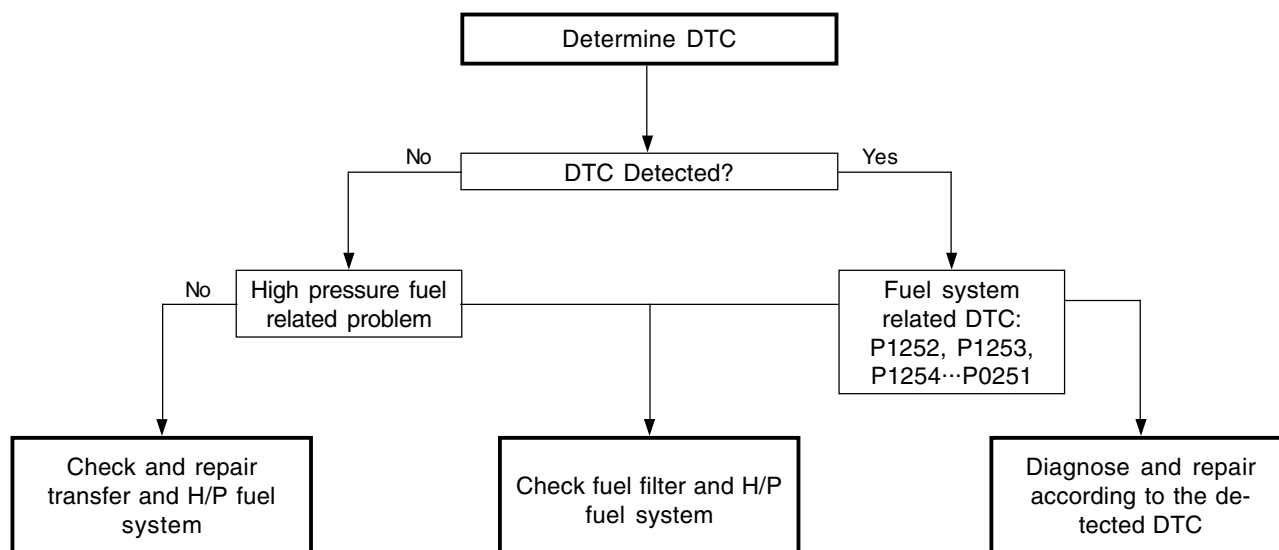 Determine DTC
No
DTC Detected?
Yes
No
High pressure fuel
related problem
Fuel system
related DTC:
P1252, P1253,
P1254···P0251
Check and repair
transfer and H/P fuel
system
Check fuel filter and H/P
fuel system
Diagnose and repair
according to the de-
tected DTC